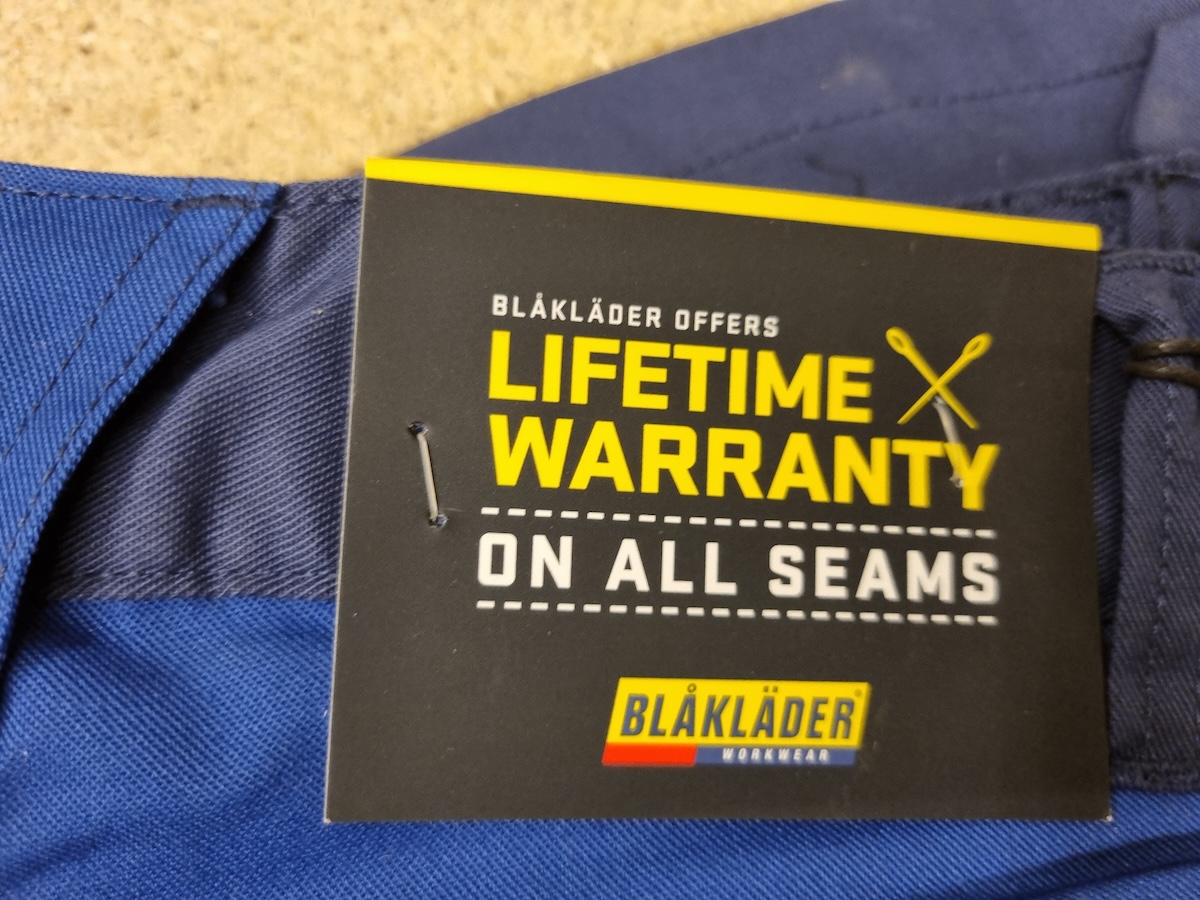 BLÅKLÄDER OFFERS
LIFETIME
WARRANTY
ON ALL SEAMS
BLÅKLÄDER
WORKWEAR